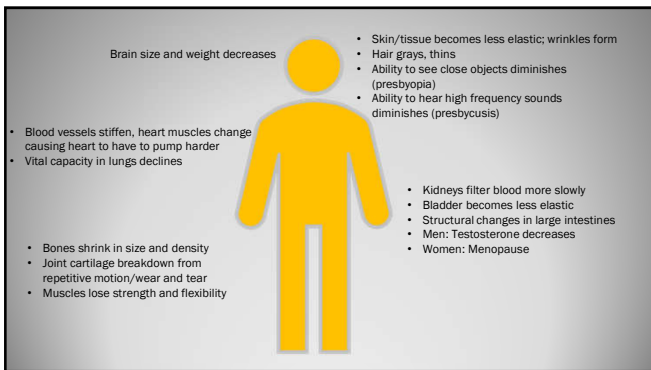 Brain size and weight decreases
• Skin/tissue becomes less elastic; wrinkles form
• Hair grays, thins
• Ability to see close objects diminishes
(presbyopia)
• Ability to hear high frequency sounds
diminishes (presbycusis)
• Blood vessels stiffen, heart muscles change
causing heart to have to pump harder
• Vital capacity in lungs declines
• Kidneys filter blood more slowly
• Bladder becomes less elastic
• Structural changes in large intestines
• Men: Testosterone decreases
• Women: Menopause
• Bones shrink in size and density
• Joint cartilage breakdown from
repetitive motion/wear and tear
• Muscles lose strength and flexibility